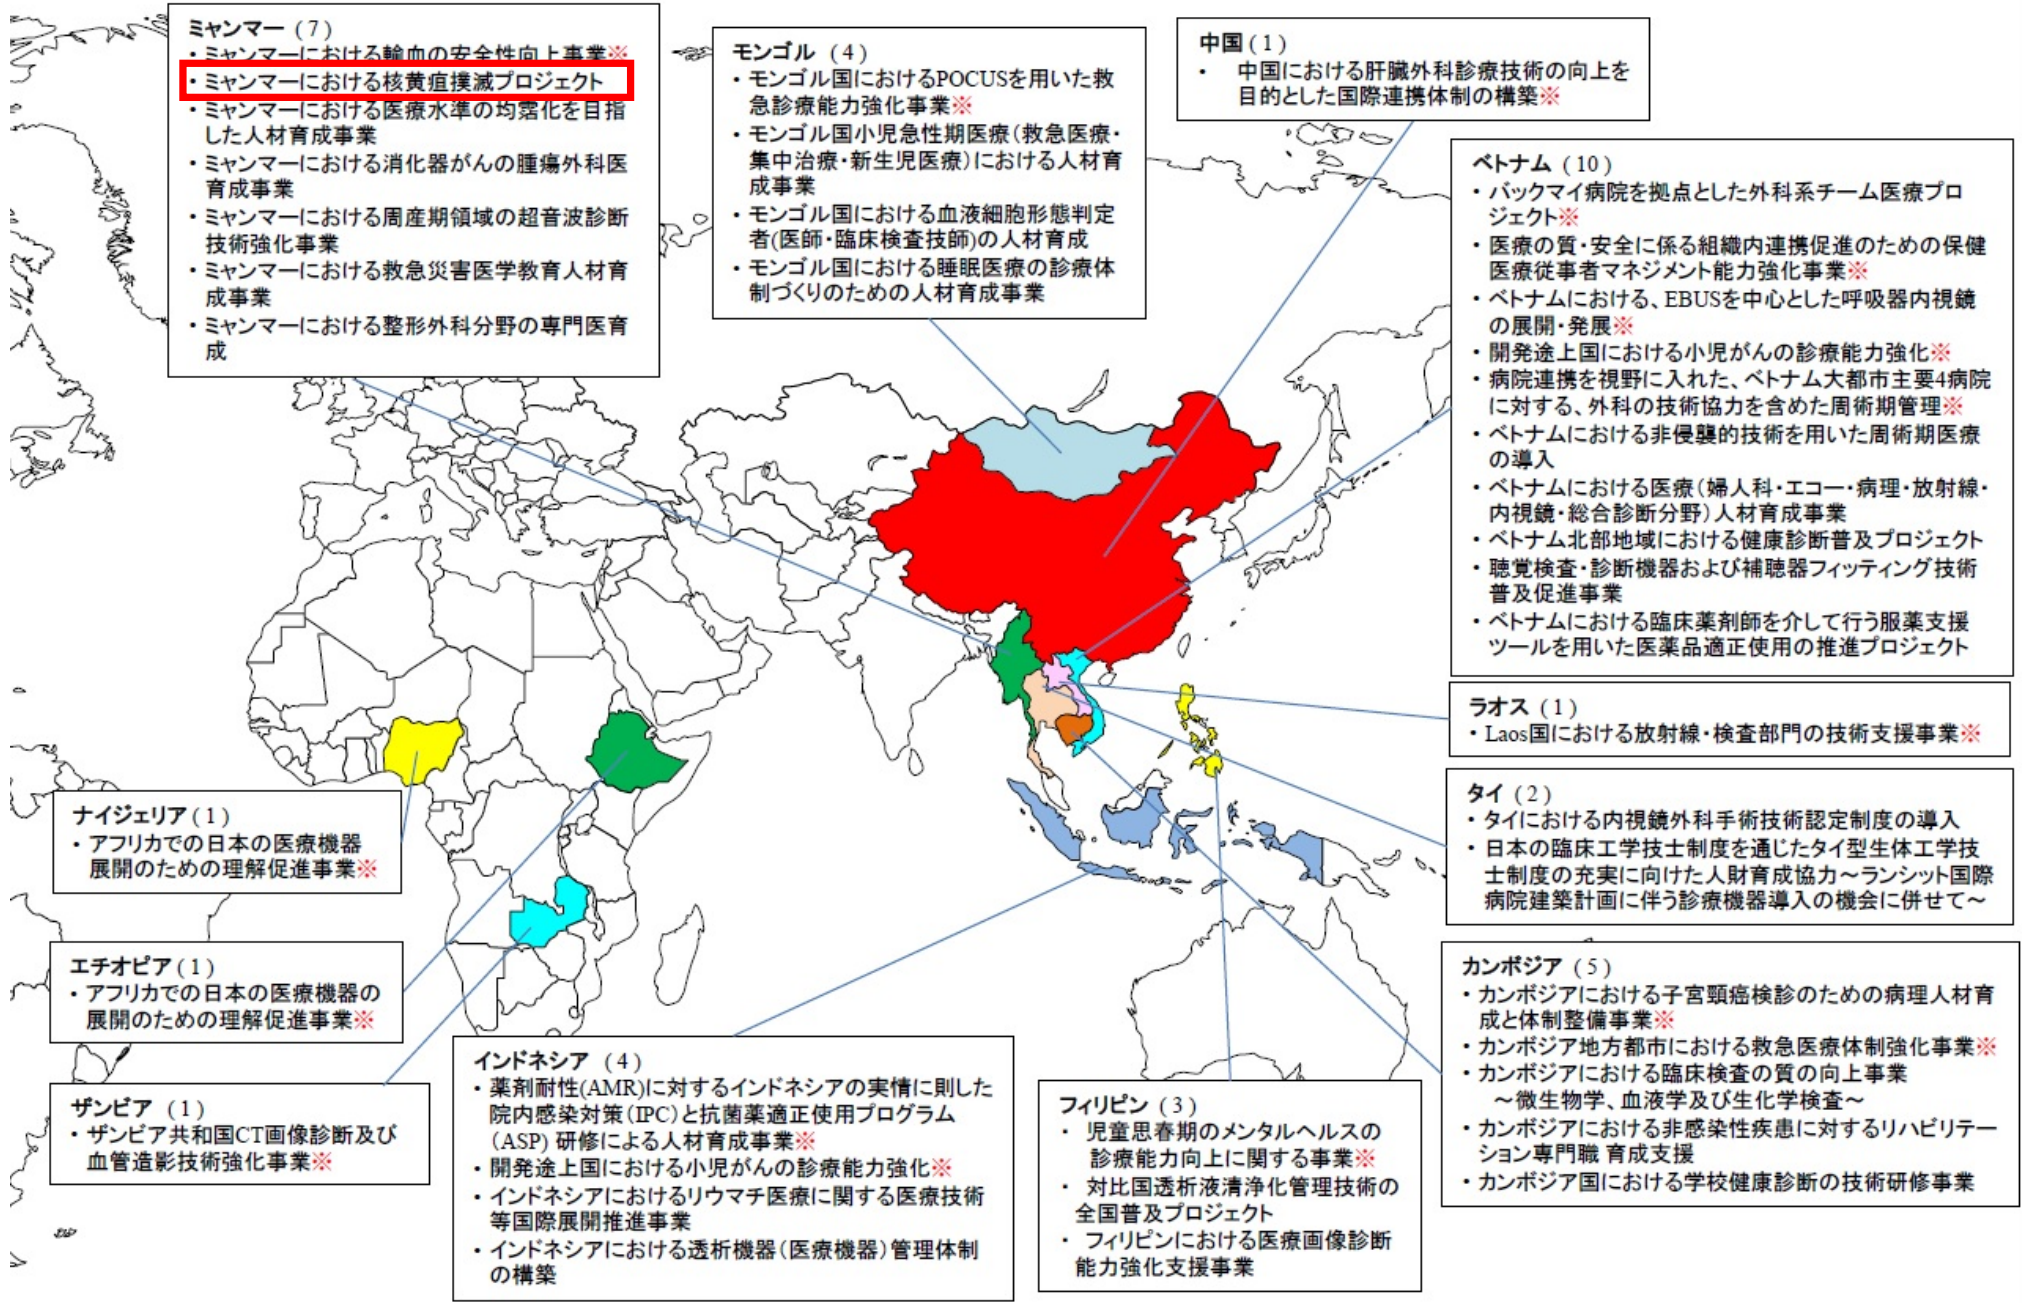 ミャンマー (7)
・ミャンマーにおける輸血の安全性向上事業※
・ミャンマーにおける核黄疸撲滅プロジェクト
・ミャンマーにおける医療水準の均霑化を目指
した人材育成事業
・ミャンマーにおける消化器がんの腫瘍外科医
育成事業
・ミャンマーにおける周産期領域の超音波診断
技術強化事業
・ミャンマーにおける救急災害医学教育人材育
成事業
・ミャンマーにおける整形外科分野の専門医育
成
モンゴル (4)
・モンゴル国におけるPOCUSを用いた救
急診療能力強化事業※
・モンゴル国小児急性期医療(救急医療・
集中治療・新生児医療)における人材育
成事業
・モンゴル国における血液細胞形態判定
者(医師・臨床検査技師)の人材育成
・モンゴル国における睡眠医療の診療体
制づくりのための人材育成事業
中国 (1)
・ 中国における肝臓外科診療技術の向上を
目的とした国際連携体制の構築※
ベトナム (10)
・バックマイ病院を拠点とした外科系チーム医療プロ
ジェクト※
・医療の質・安全に係る組織内連携促進のための保健
医療従事者マネジメント能力強化事業※
・ベトナムにおける、EBUSを中心とした呼吸器内視鏡
の展開・発展※
・開発途上国における小児がんの診療能力強化※
・病院連携を視野に入れた、ベトナム大都市主要4病院
に対する、外科の技術協力を含めた周術期管理※
・ベトナムにおける非侵襲的技術を用いた周術期医療
の導入
・ベトナムにおける医療(婦人科・エコー・病理・放射線・
内視鏡・総合診断分野)人材育成事業
・ベトナム北部地域における健康診断普及プロジェクト
・聴覚検査・診断機器および補聴器フィッティング技術
普及促進事業
・ベトナムにおける臨床薬剤師を介して行う服薬支援
ツールを用いた医薬品適正使用の推進プロジェクト
ラオス (1)
・Laos国における放射線・検査部門の技術支援事業※
タイ (2)
・タイにおける内視鏡外科手術技術認定制度の導入
・日本の臨床工学技士制度を通じたタイ型生体工学技
士制度の充実に向けた人財育成協力~ランシット国際
病院建築計画に伴う診療機器導入の機会に併せて~
カンボジア (5)
・カンボジアにおける子宮頸癌検診のための病理人材育
成と体制整備事業※
・カンボジア地方都市における救急医療体制強化事業※
・カンボジアにおける臨床検査の質の向上事業
~微生物学、血液学及び生化学検査~
・カンボジアにおける非感染性疾患に対するリハビリテー
ション専門職 育成支援
・カンボジア国における学校健康診断の技術研修事業
ナイジェリア (1)
・アフリカでの日本の医療機器
展開のための理解促進事業※
エチオピア (1)
・アフリカでの日本の医療機器の
展開のための理解促進事業※
ザンビア (1)
・ザンビア共和国CT画像診断及び
血管造影技術強化事業※
インドネシア (4)
・薬剤耐性(AMR)に対するインドネシアの実情に則した
院内感染対策(IPC)と抗菌薬適正使用プログラム
(ASP) 研修による人材育成事業※
・開発途上国における小児がんの診療能力強化※
・インドネシアにおけるリウマチ医療に関する医療技術
等国際展開推進事業
・インドネシアにおける透析機器(医療機器)管理体制
の構築
フィリピン (3)
・ 児童思春期のメンタルヘルスの
診療能力向上に関する事業※
・ 対比国透析液清浄化管理技術の
全国普及プロジェクト
・ フィリピンにおける医療画像診断
能力強化支援事業